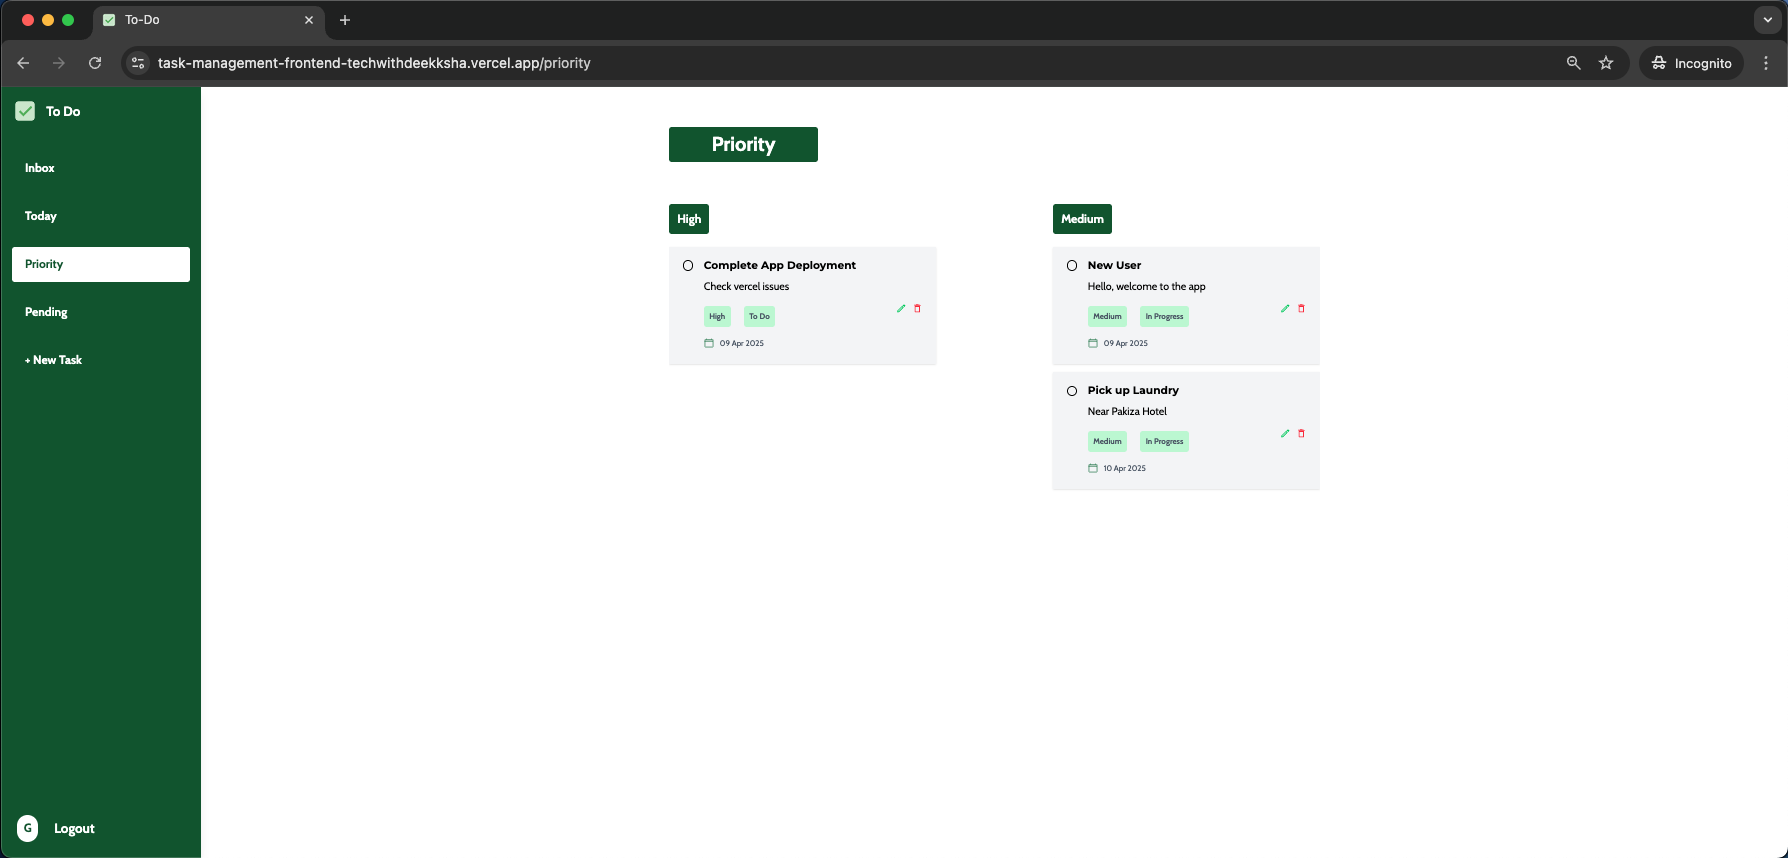 To-Do
task-management-frontend-techwithdeekksha.vercel.app/priority
Incognito
To Do
Inbox
Today
Priority
Pending
+ New Task
G Logout
Priority
High
Complete App Deployment
Check vercel issues
High To Do
09 Apr 2025
Medium
New User
Hello, welcome to the app
Medium In Progress
09 Apr 2025
Pick up Laundry
Near Pakiza Hotel
Medium In Progress
10 Apr 2025